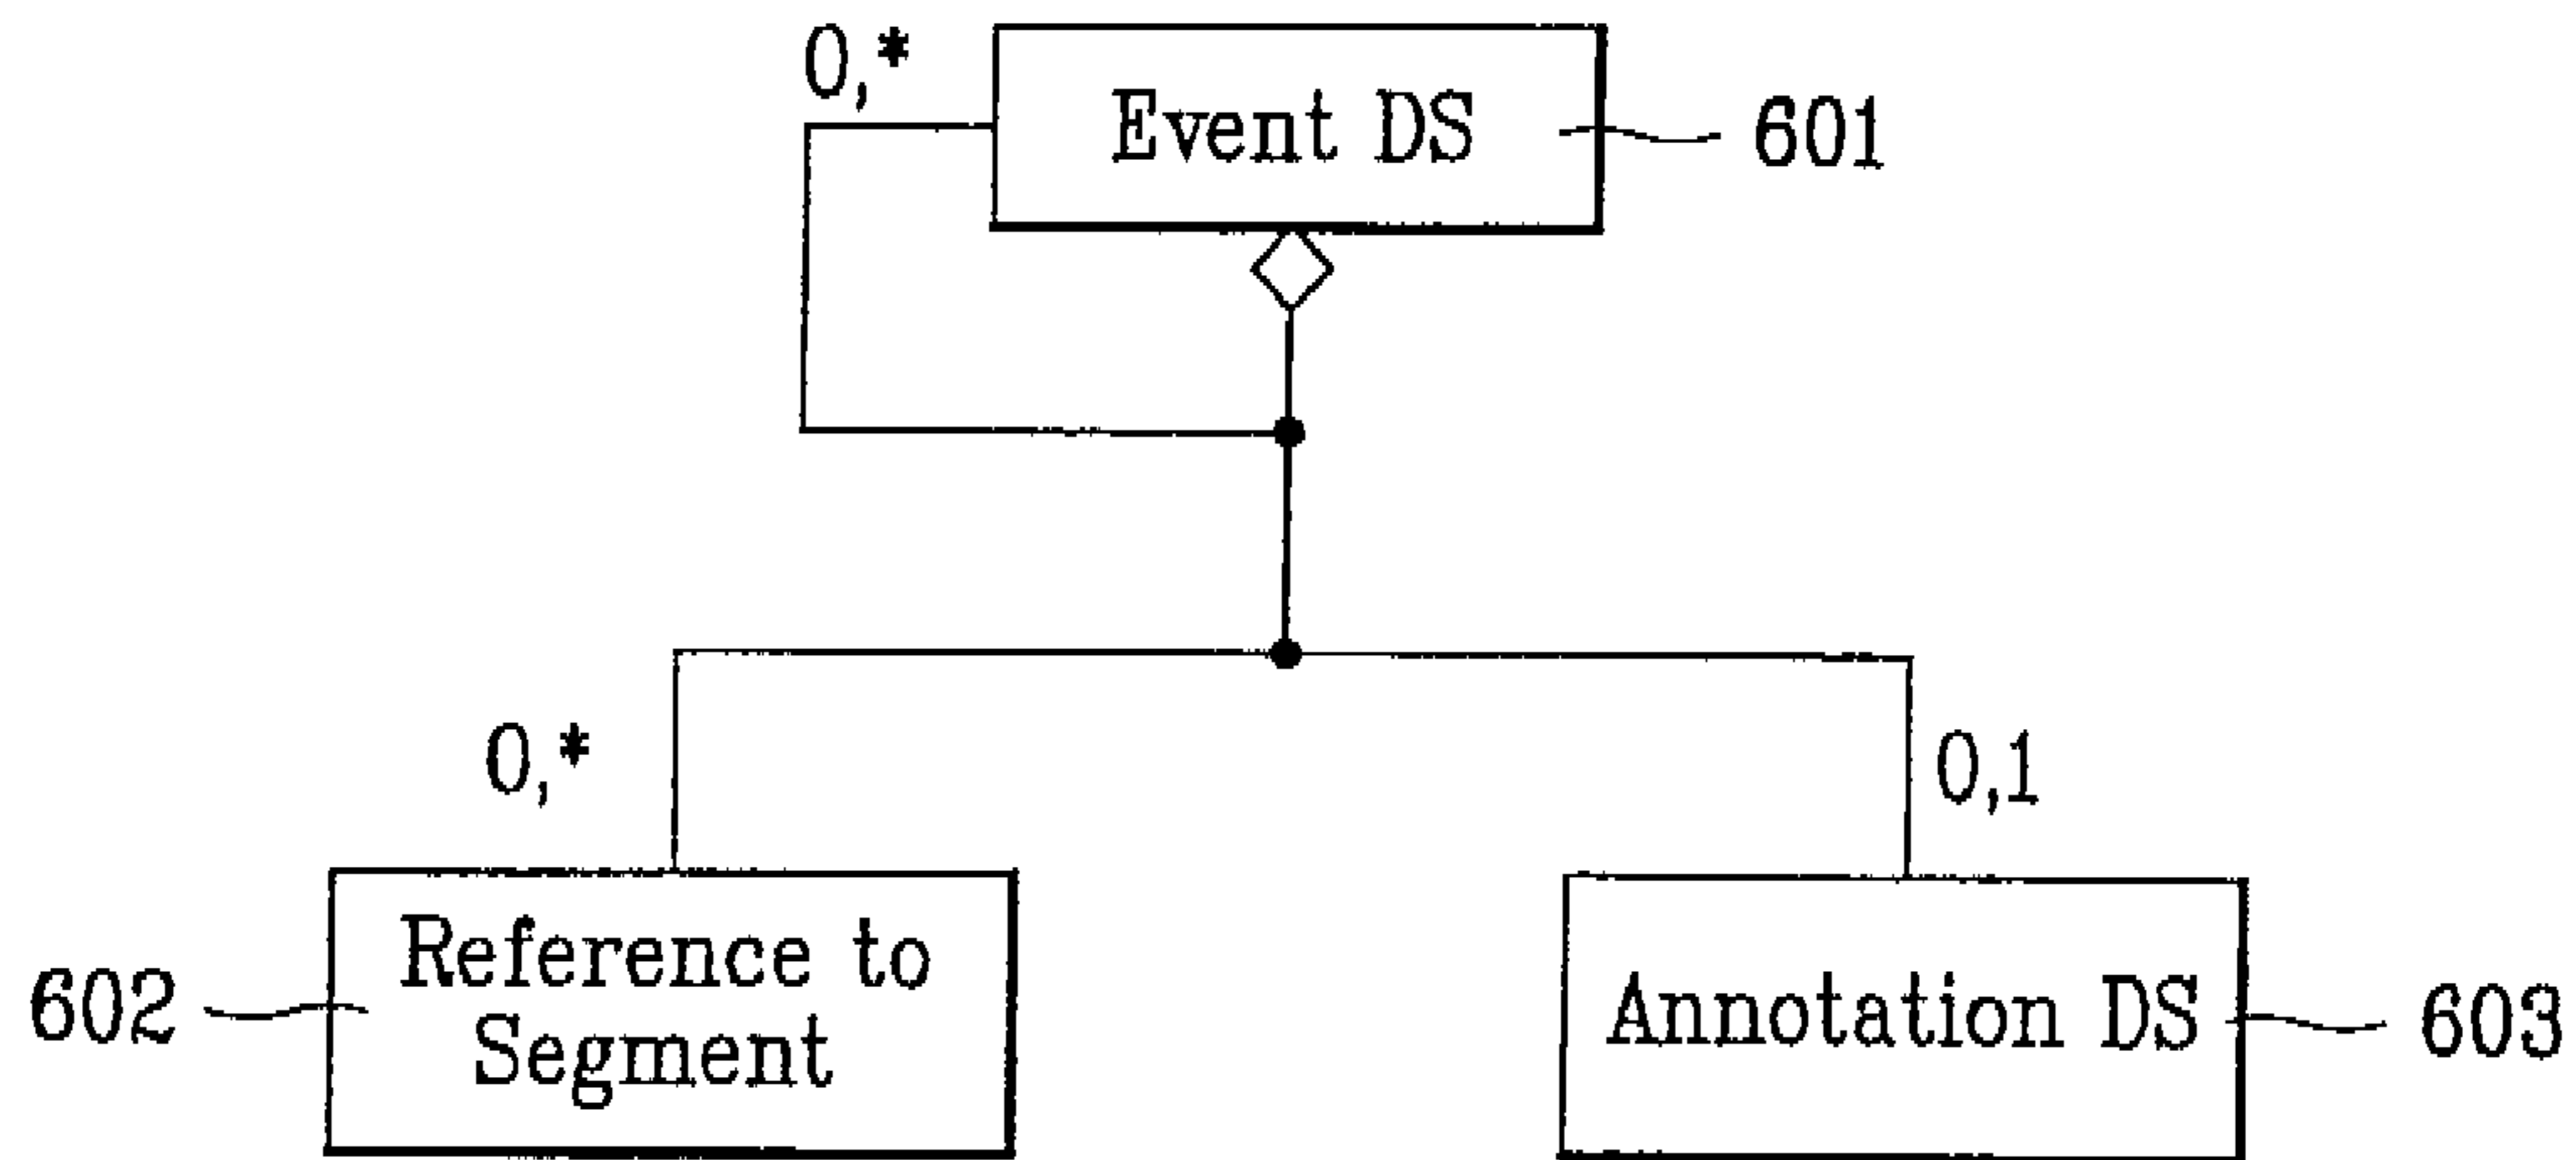 0,*
Event DS
601
0,*
0,1
602
Reference to
Segment
Annotation DS
603